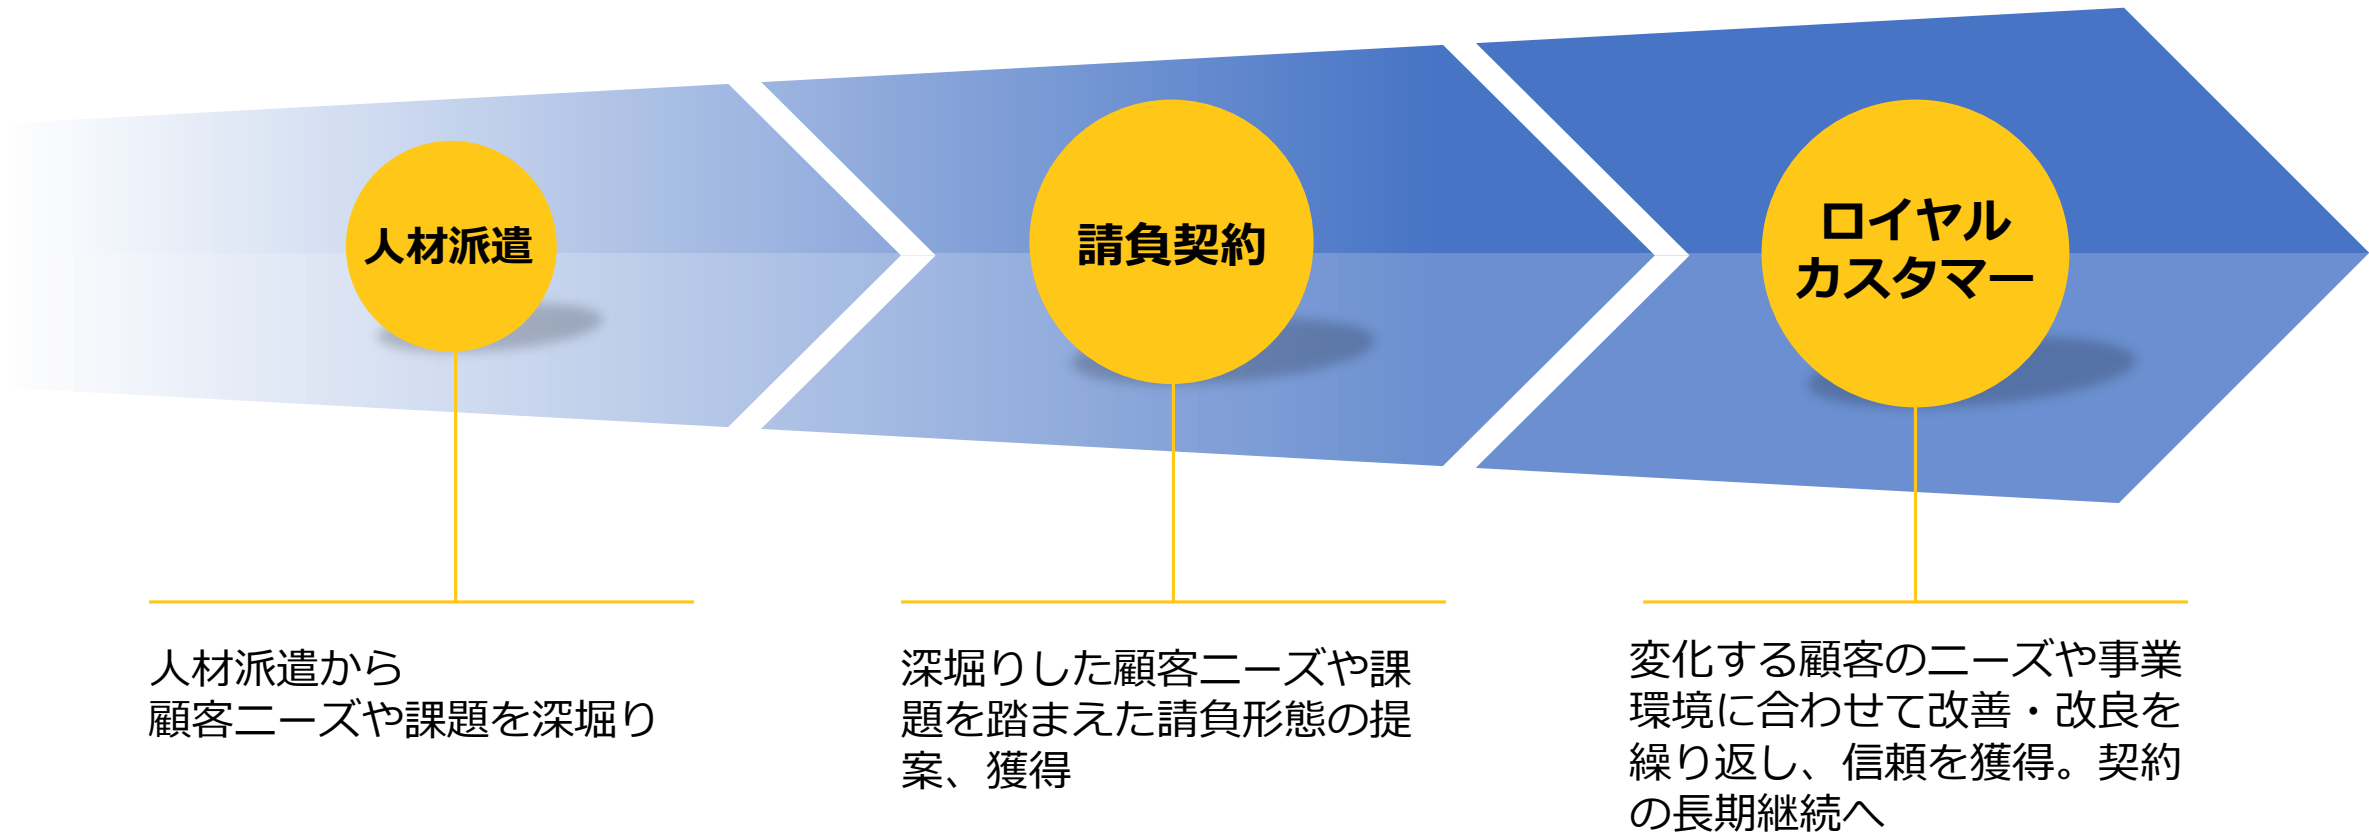 人材派遣
請負契約
ロイヤル
カスタマー
人材派遣から
顧客ニーズや課題を深堀り
深堀りした顧客ニーズや課
題を踏まえた請負形態の提
案、獲得
変化する顧客のニーズや事業
環境に合わせて改善・改良を
繰り返し、信頼を獲得。契約
の長期継続へ